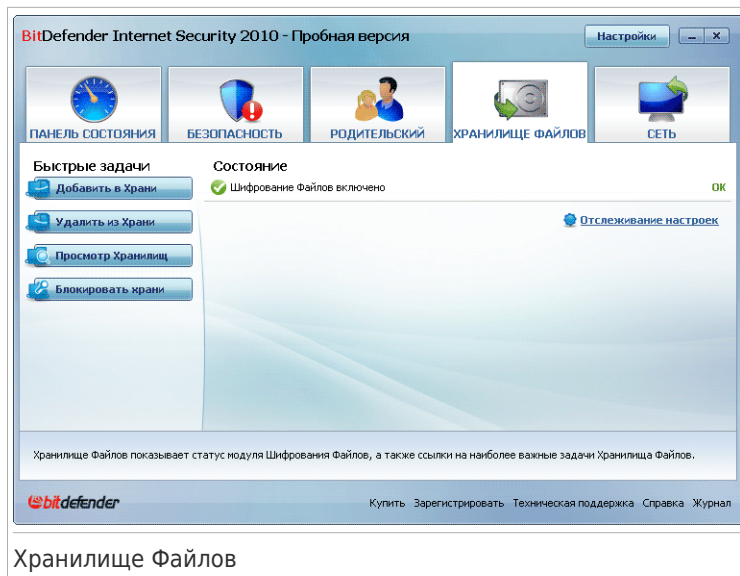 BitDefender Internet Security 2010 - Пробная версия
Настройки
ПАНЕЛЬ СОСТОЯНИЯ
БЕЗОПАСНОСТЬ
РОДИТЕЛЬСКИЙ
ХРАНИЛИЩЕ ФАЙЛОВ
СЕТЬ
Быстрые задачи
Добавить в Храни
Удалить из Храни
Просмотр Хранилищ
Блокировать храни
Состояние
Шифрование Файлов включено
OK
Отслеживание настроек
Хранилище Файлов показывает статус модуля Шифрования Файлов, а также ссылки на наиболее важные задачи Хранилища Файлов.
bitdefender
Купить Зарегистрировать Техническая поддержка Справка Журнал
Хранилище Файлов